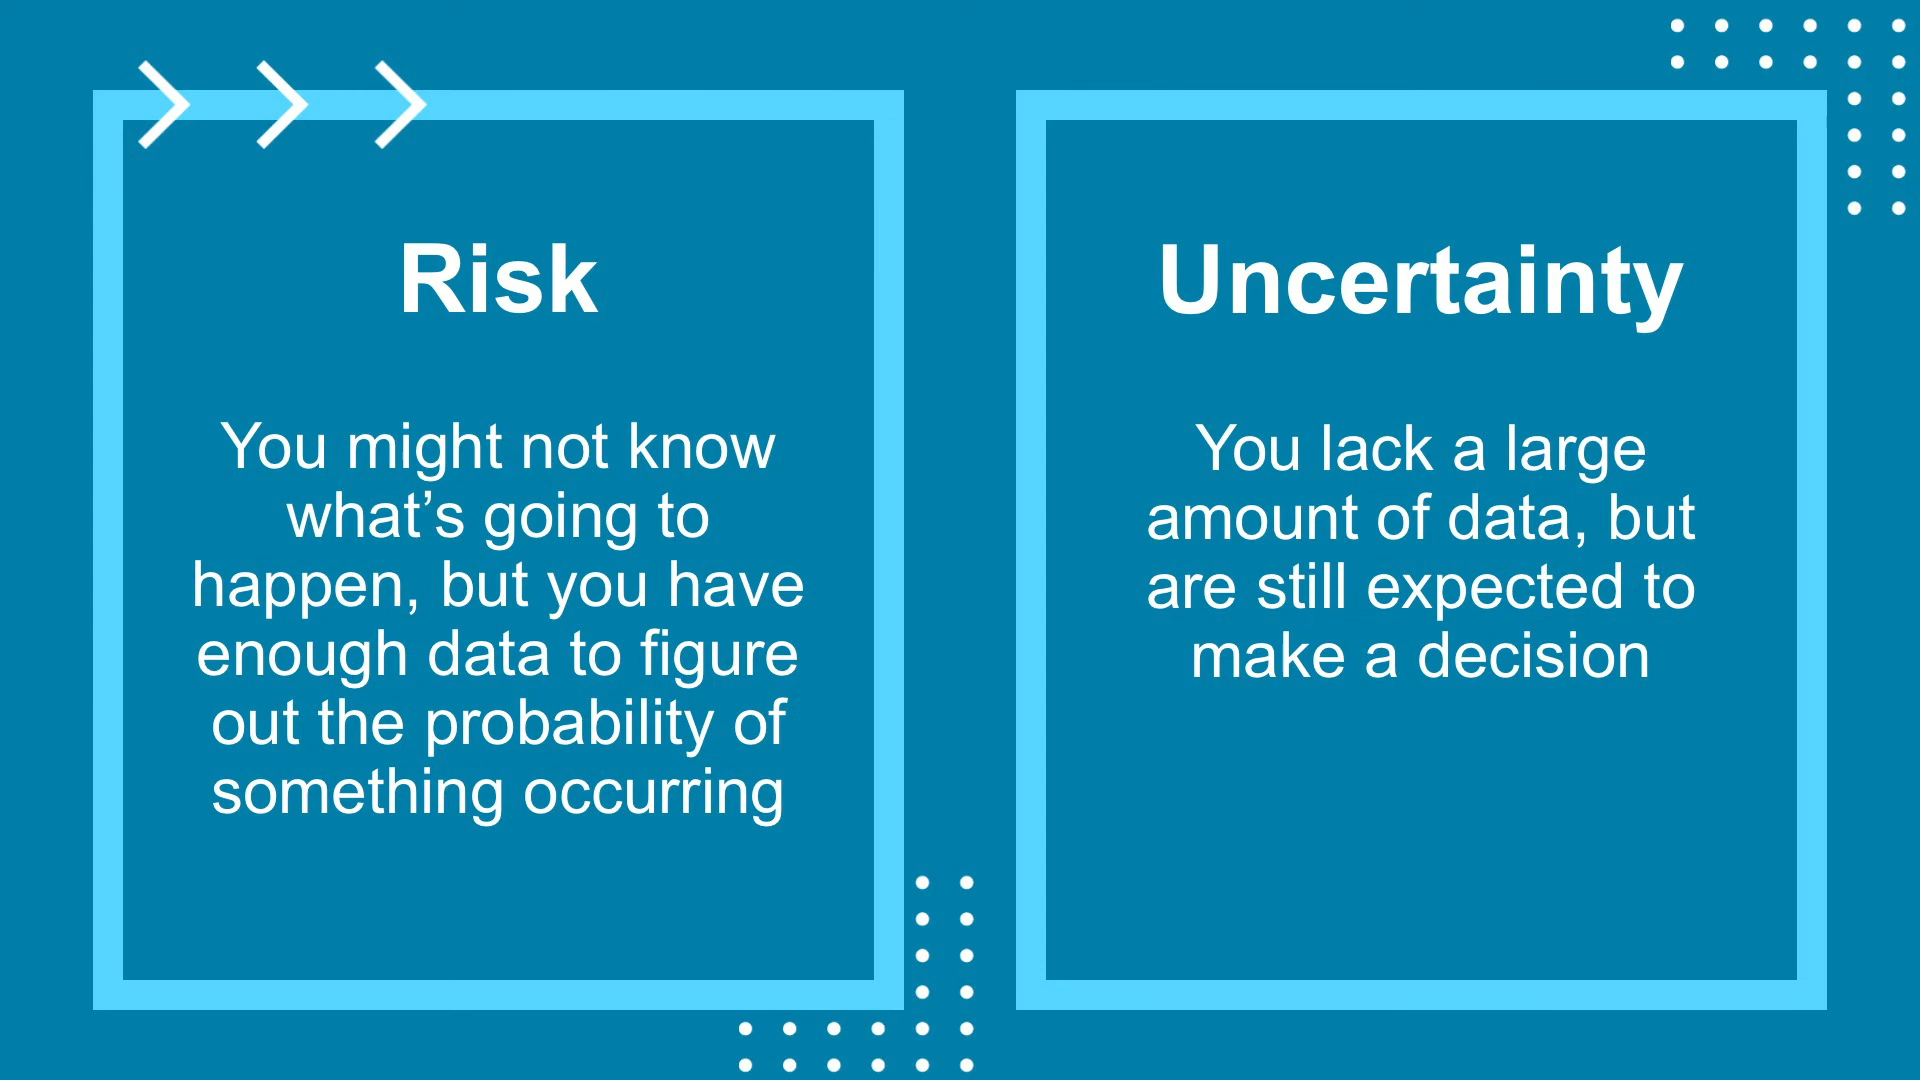 Risk
You might not know
what’s going to
happen, but you have
enough data to figure
out the probability of
something occurring
Uncertainty
You lack a large
amount of data, but
are still expected to
make a decision